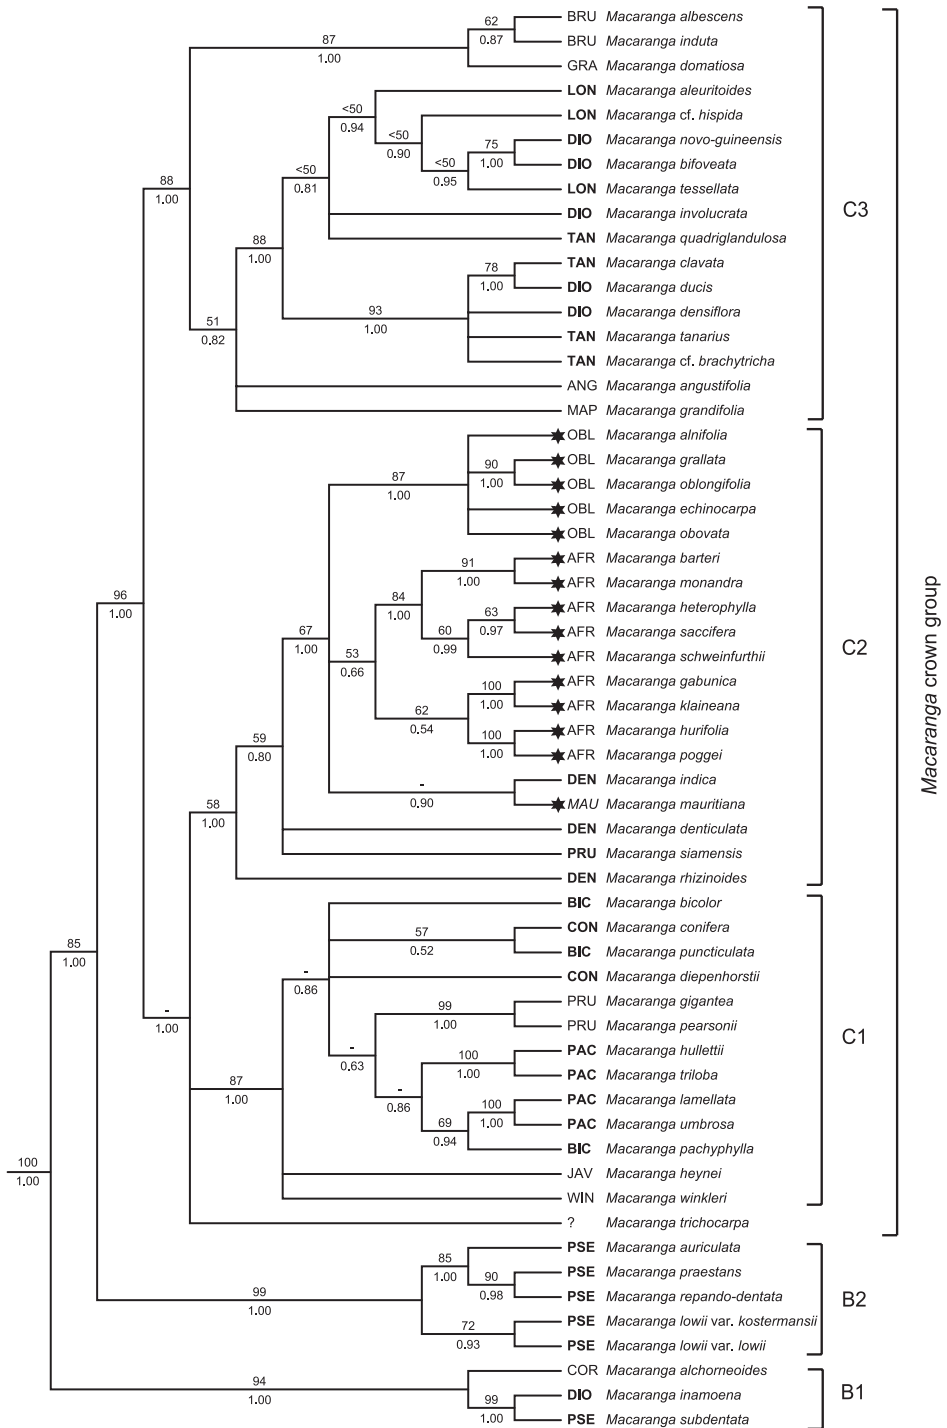 62
BRU Macaranga albescens
87
0.87
BRU Macaranga induta
1.00
GRA Macaranga domatiosa
LON Macaranga aleuritoides
<50
0.94
LON Macaranga cf. hispida
<50
0.90
75
DIO Macaranga novo-guineensis
1.00
DIO Macaranga bifoveata
<50
0.95
<50
0.81
LON Macaranga tessellata
88
1.00
DIO Macaranga involucrata
C3
88
1.00
TAN Macaranga quadriglandulosa
78
TAN Macaranga clavata
1.00
DIO Macaranga ducis
93
1.00
DIO Macaranga densiflora
51
0.82
TAN Macaranga tanarius
TAN Macaranga cf. brachytricha
ANG Macaranga angustifolia
MAP Macaranga grandifolia
OBL Macaranga alnifolia
90
OBL Macaranga grallata
87
1.00
1.00
OBL Macaranga oblongifolia
OBL Macaranga echinocarpa
OBL Macaranga obovata
91
AFR Macaranga barteri
1.00
AFR Macaranga monandra
84
1.00
96
1.00
63
AFR Macaranga heterophylla
60
0.99
0.97
AFR Macaranga saccifera
67
1.00
53
0.66
AFR Macaranga schweinfurthii
C2
100
AFR Macaranga gabunica
1.00
AFR Macaranga klaineana
62
0.54
100
AFR Macaranga hurifolia
59
0.80
1.00
AFR Macaranga poggei
-
0.90
DEN Macaranga indica
MAU Macaranga mauritiana
58
1.00
DEN Macaranga denticulata
PRU Macaranga siamensis
DEN Macaranga rhizinoides
Macaranga crown group
BIC Macaranga bicolor
57
CON Macaranga conifera
0.52
BIC Macaranga puncticulata
85
1.00
-
0.86
CON Macaranga diepenhorstii
99
PRU Macaranga gigantea
-
1.00
1.00
PRU Macaranga pearsonii
C1
-
0.63
100
PAC Macaranga hullettii
1.00
PAC Macaranga triloba
87
1.00
-
0.86
100
PAC Macaranga lamellata
1.00
PAC Macaranga umbrosa
69
0.94
BIC Macaranga pachyphylla
100
1.00
JAV Macaranga heynei
WIN Macaranga winkleri
? Macaranga trichocarpa
PSE Macaranga auriculata
85
1.00
90
PSE Macaranga praestans
0.98
PSE Macaranga repando-dentata
99
1.00
B2
72
PSE Macaranga lowii var. kostermansii
0.93
PSE Macaranga lowii var. lowii
COR Macaranga alchorneoides
94
1.00
99
DIO Macaranga inamoena
B1
1.00
PSE Macaranga subdentata